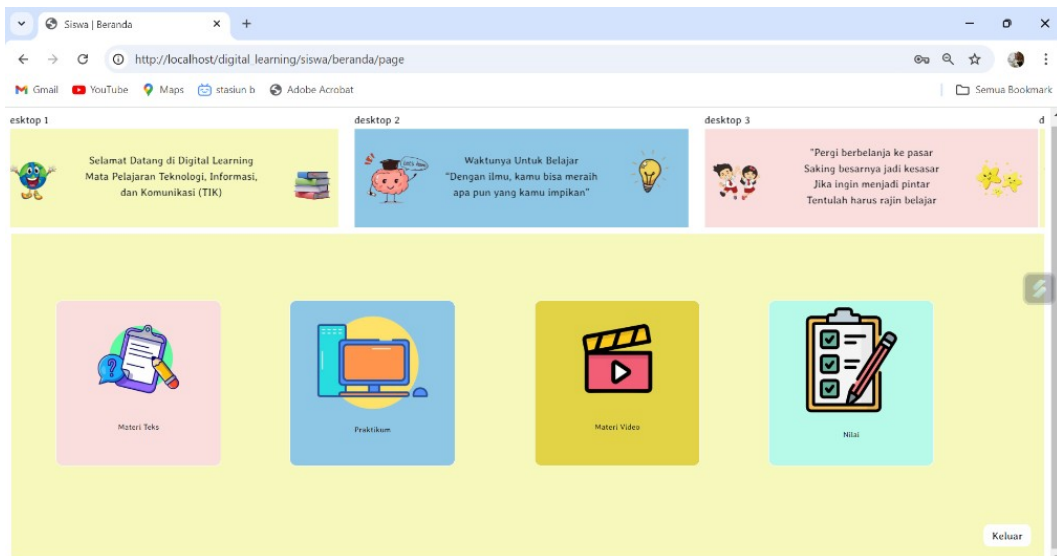 Siswa | Beranda
http://localhost/digital_learning/siswa/beranda/page
Gmail YouTube Maps stasiun b Adobe Acrobat Semua Bookmark
esktop 1
Selamat Datang di Digital Learning
Mata Pelajaran Teknologi, Informasi,
dan Komunikasi (TIK)
desktop 2
Waktunya Untuk Belajar
"Dengan ilmu, kamu bisa meraih
apa pun yang kamu impikan"
desktop 3
"Pergi berbelanja ke pasar
Saking besarnya jadi kesasar
Jika ingin menjadi pintar
Tentulah harus rajin belajar
d
Materi Teks
Praktikum
Materi Video
Nilai
Keluar